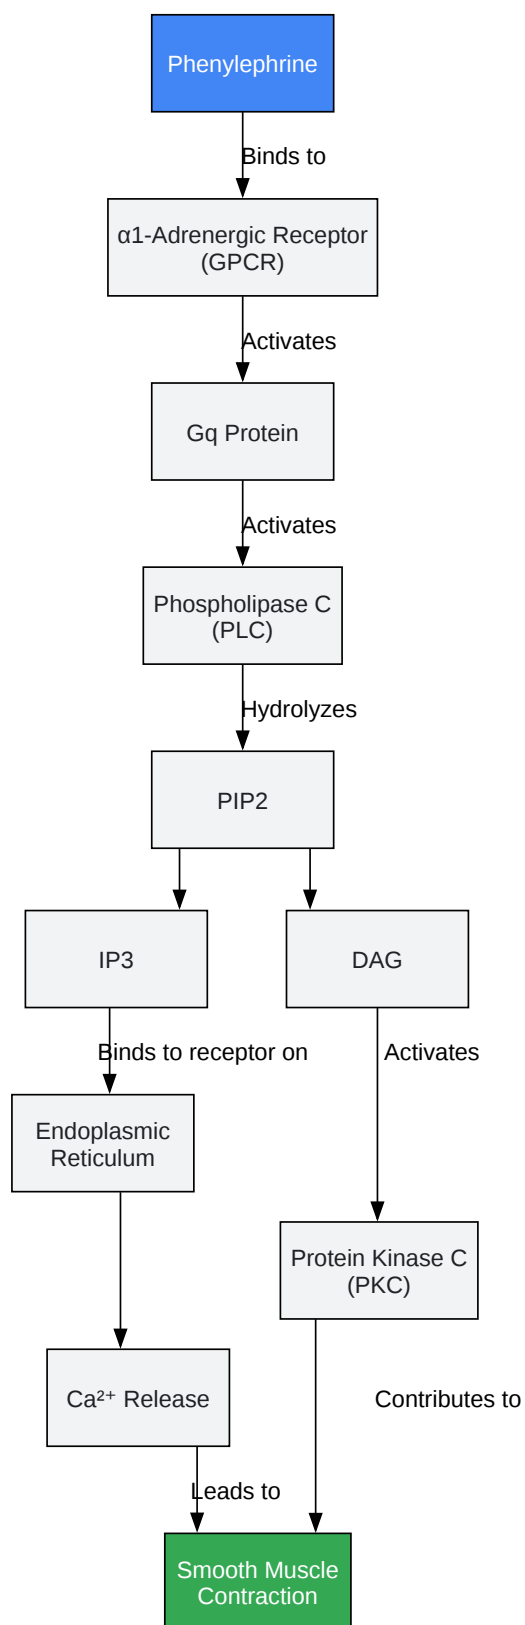 Phenylephrine
Binds to
α1-Adrenergic Receptor
(GPCR)
Activates
Gq Protein
Activates
Phospholipase C
(PLC)
Hydrolyzes
PIP2
IP3
DAG
Binds to receptor on
Activates
Endoplasmic
Reticulum
Protein Kinase C
(PKC)
Ca²⁺ Release
Contributes to
Leads to
Smooth Muscle
Contraction